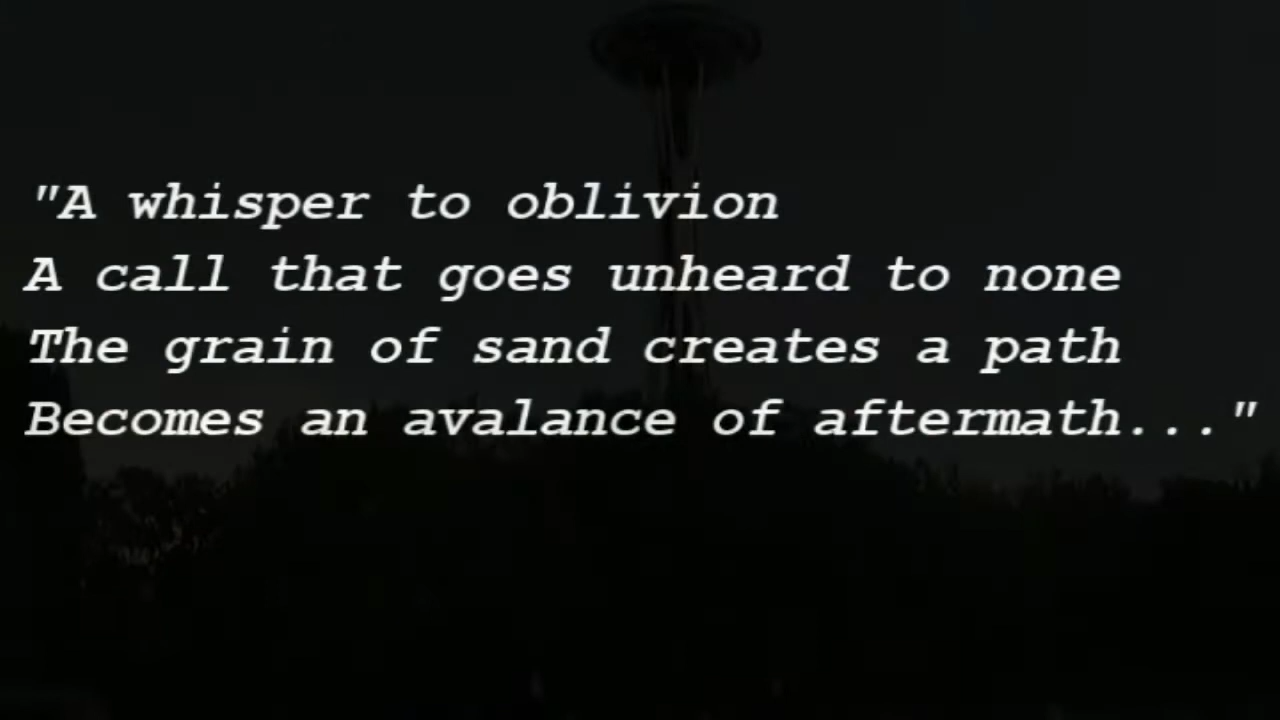 "A whisper to oblivion
A call that goes unheard to none
The grain of sand creates a path
Becomes an avalance of aftermath..."